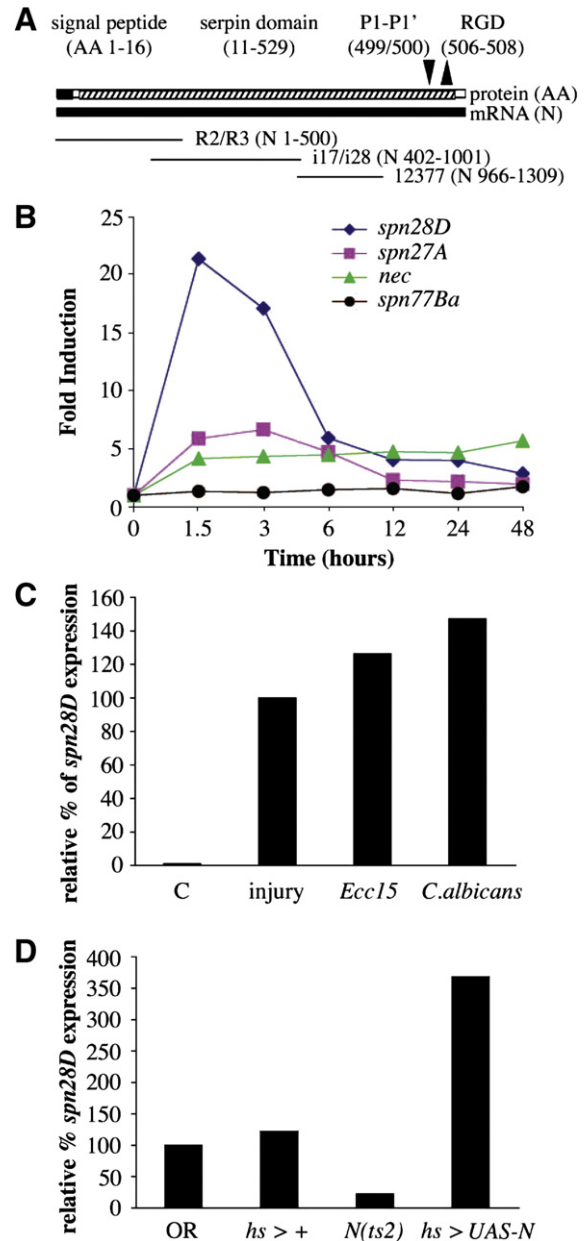 A
signal peptide serpin domain P1-P1' RGD
(AA 1-16) (11-529) (499/500) (506-508)
protein (AA)
mRNA (N)
R2/R3 (N 1-500)
i17/i28 (N 402-1001)
12377 (N 966-1309)
B
25
20
15
10
5
0
Fold Induction
spn28D
spn27A
nec
spn77Ba
0 1.5 3 6 12 24 48
Time (hours)
C
160
140
120
100
80
60
40
20
0
relative % of spn28D expression
C injury Ecc15 C.albicans
D
400
350
300
250
200
150
100
50
0
relative % spn28D expression
OR hs > + N(ts2) hs > UAS-N